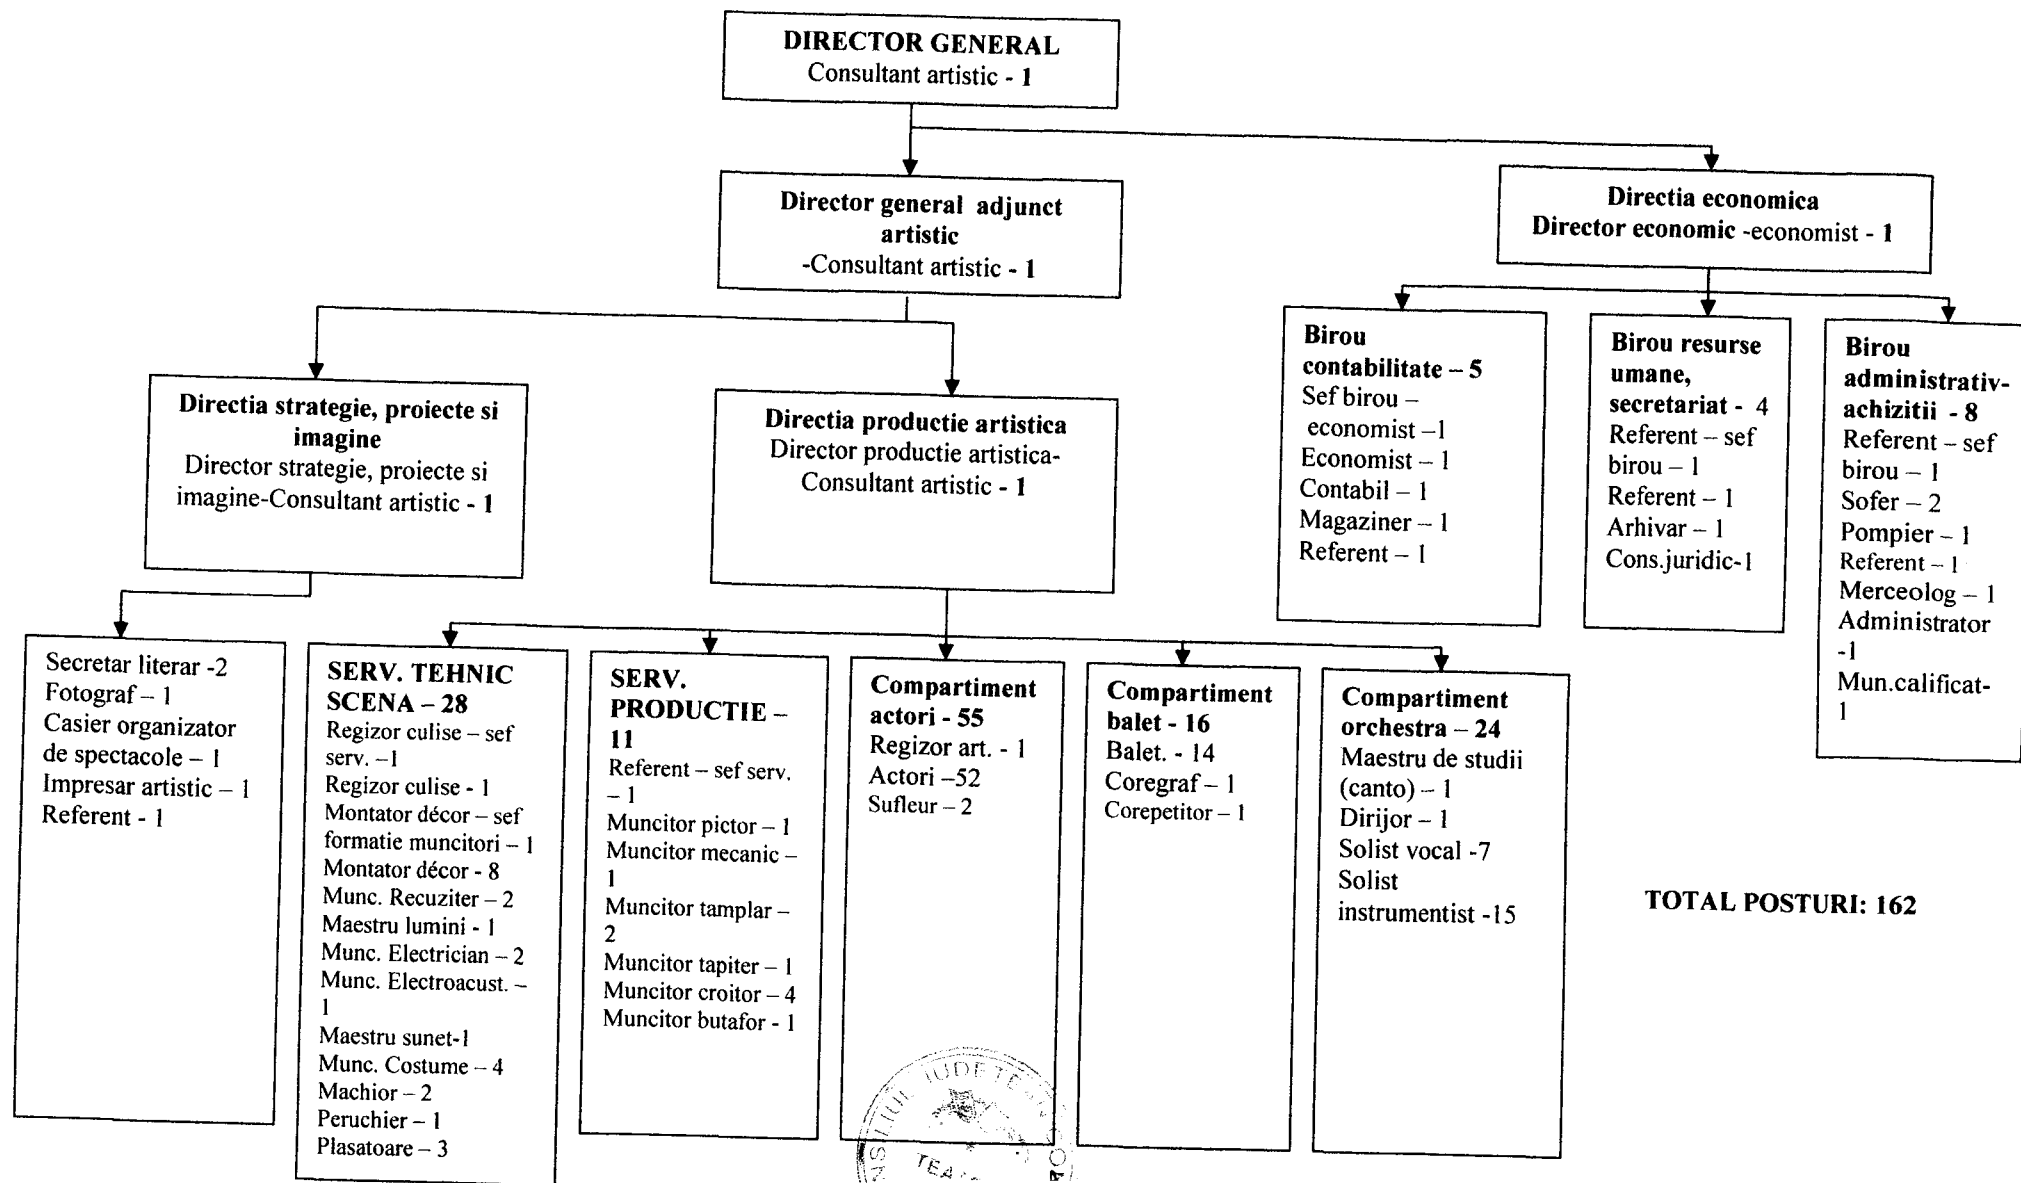 DIRECTOR GENERAL
Consultant artistic - 1
Director general adjunct
artistic
-Consultant artistic - 1
Directia economica
Director economic -economist - 1
Directia strategie, proiecte si
imagine
Director strategie, proiecte si
imagine-Consultant artistic - 1
Directia productie artistica
Director productie artistica-
Consultant artistic - 1
Birou
contabilitate – 5
Sef birou –
economist –1
Economist – 1
Contabil – 1
Magaziner – 1
Referent – 1
Birou resurse
umane,
secretariat - 4
Referent – sef
birou – 1
Referent – 1
Arhivar – 1
Cons.juridic-1
Birou
administrativ-
achizitii - 8
Referent – sef
birou – 1
Sofer – 2
Pompier – 1
Referent – 1
Merceolog – 1
Administrator
-1
Mun.calificat-
1
Secretar literar -2
Fotograf – 1
Casier organizator
de spectacole – 1
Impresar artistic – 1
Referent - 1
SERV. TEHNIC
SCENA – 28
Regizor culise – sef
serv. –1
Regizor culise - 1
Montator décor – sef
formatie muncitori – 1
Montator décor - 8
Munc. Recuziter – 2
Maestru lumini - 1
Munc. Electrician – 2
Munc. Electroacust. –
1
Maestru sunet-1
Munc. Costume – 4
Machior – 2
Peruchier – 1
Plasatoare – 3
SERV.
PRODUCTIE –
11
Referent – sef serv.
– 1
Muncitor pictor – 1
Muncitor mecanic –
1
Muncitor tamplar –
2
Muncitor tapiter – 1
Muncitor croitor – 4
Muncitor butafor - 1
Compartiment
actori - 55
Regizor art. - 1
Actori –52
Sufleur – 2
Compartiment
balet - 16
Balet. - 14
Coregraf – 1
Corepetitor – 1
Compartiment
orchestra – 24
Maestru de studii
(canto) – 1
Dirijor – 1
Solist vocal -7
Solist
instrumentist -15
TOTAL POSTURI: 162
JUDETEAN